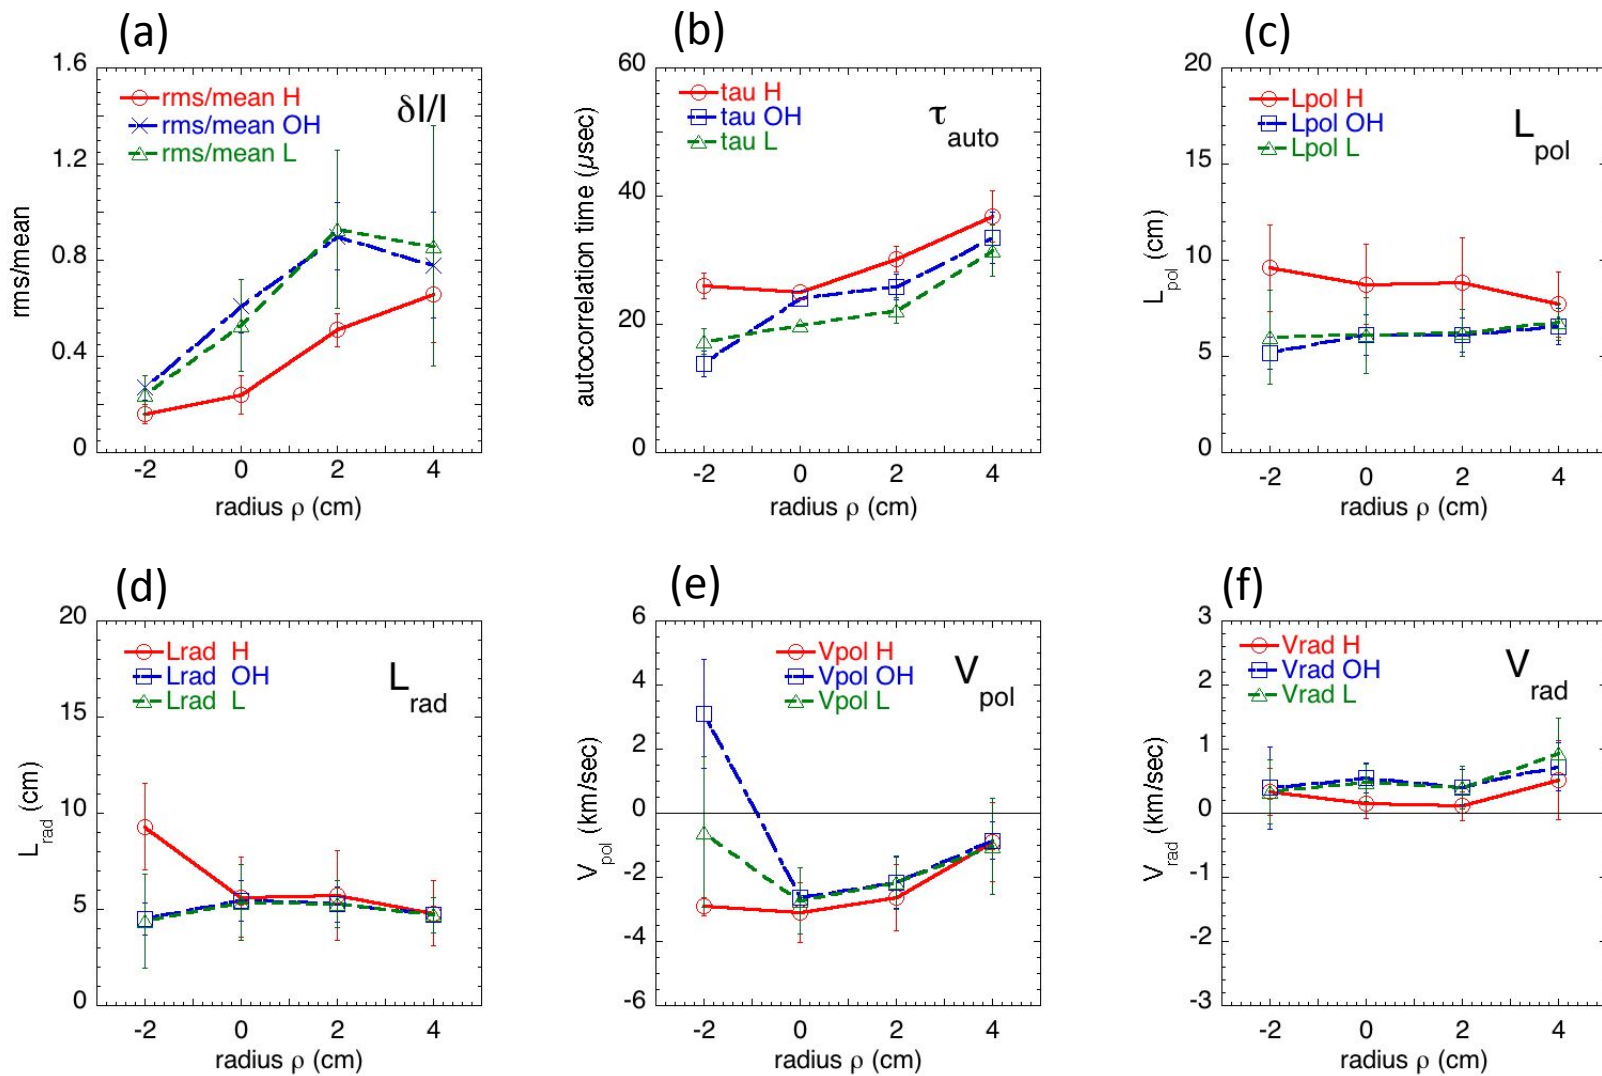 (a)
1.6
1.2
0.8
0.4
0
rms/mean
rms/mean H
rms/mean OH
rms/mean L
δI/I
-2 0 2 4
radius ρ (cm)
(b)
60
40
20
0
autocorrelation time (μsec)
tau H
tau OH
tau L
τ auto
-2 0 2 4
radius ρ (cm)
(c)
20
15
10
5
0
L pol (cm)
Lpol H
Lpol OH
Lpol L
L pol
-2 0 2 4
radius ρ (cm)
(d)
20
15
10
5
0
L rad (cm)
Lrad H
Lrad OH
Lrad L
L rad
-2 0 2 4
radius ρ (cm)
(e)
6
4
2
0
-2
-4
-6
V pol (km/sec)
Vpol H
Vpol OH
Vpol L
V pol
-2 0 2 4
radius ρ (cm)
(f)
3
2
1
0
-1
-2
-3
V rad (km/sec)
Vrad H
Vrad OH
Vrad L
V rad
-2 0 2 4
radius ρ (cm)